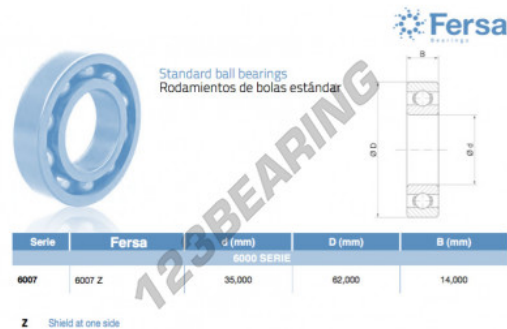 Fersa
Bearings
Standard ball bearings
Rodamientos de bolas estándar
B
Ø D
Ø d
123BEARING
Serie Fersa d (mm) D (mm) B (mm)
6000 SERIE
6007 6007 Z 35,000 62,000 14,000
Z Shield at one side